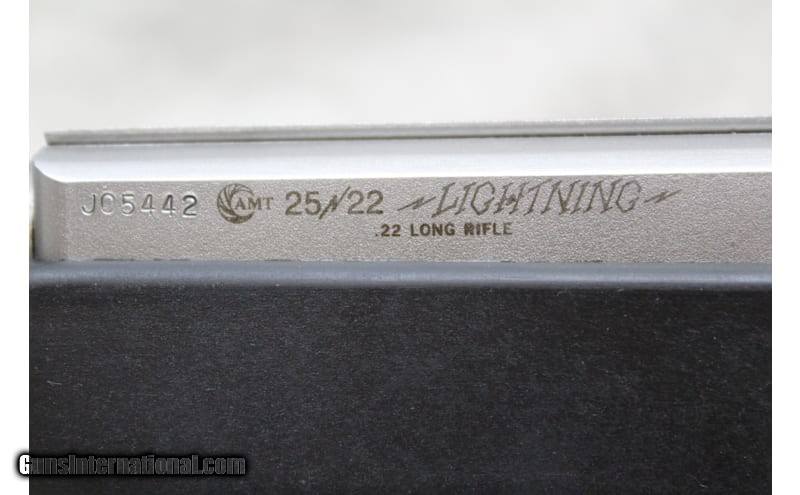 JC5442 AMT 25/22 LIGHTNING
.22 LONG RIFLE
GunsInternational.com